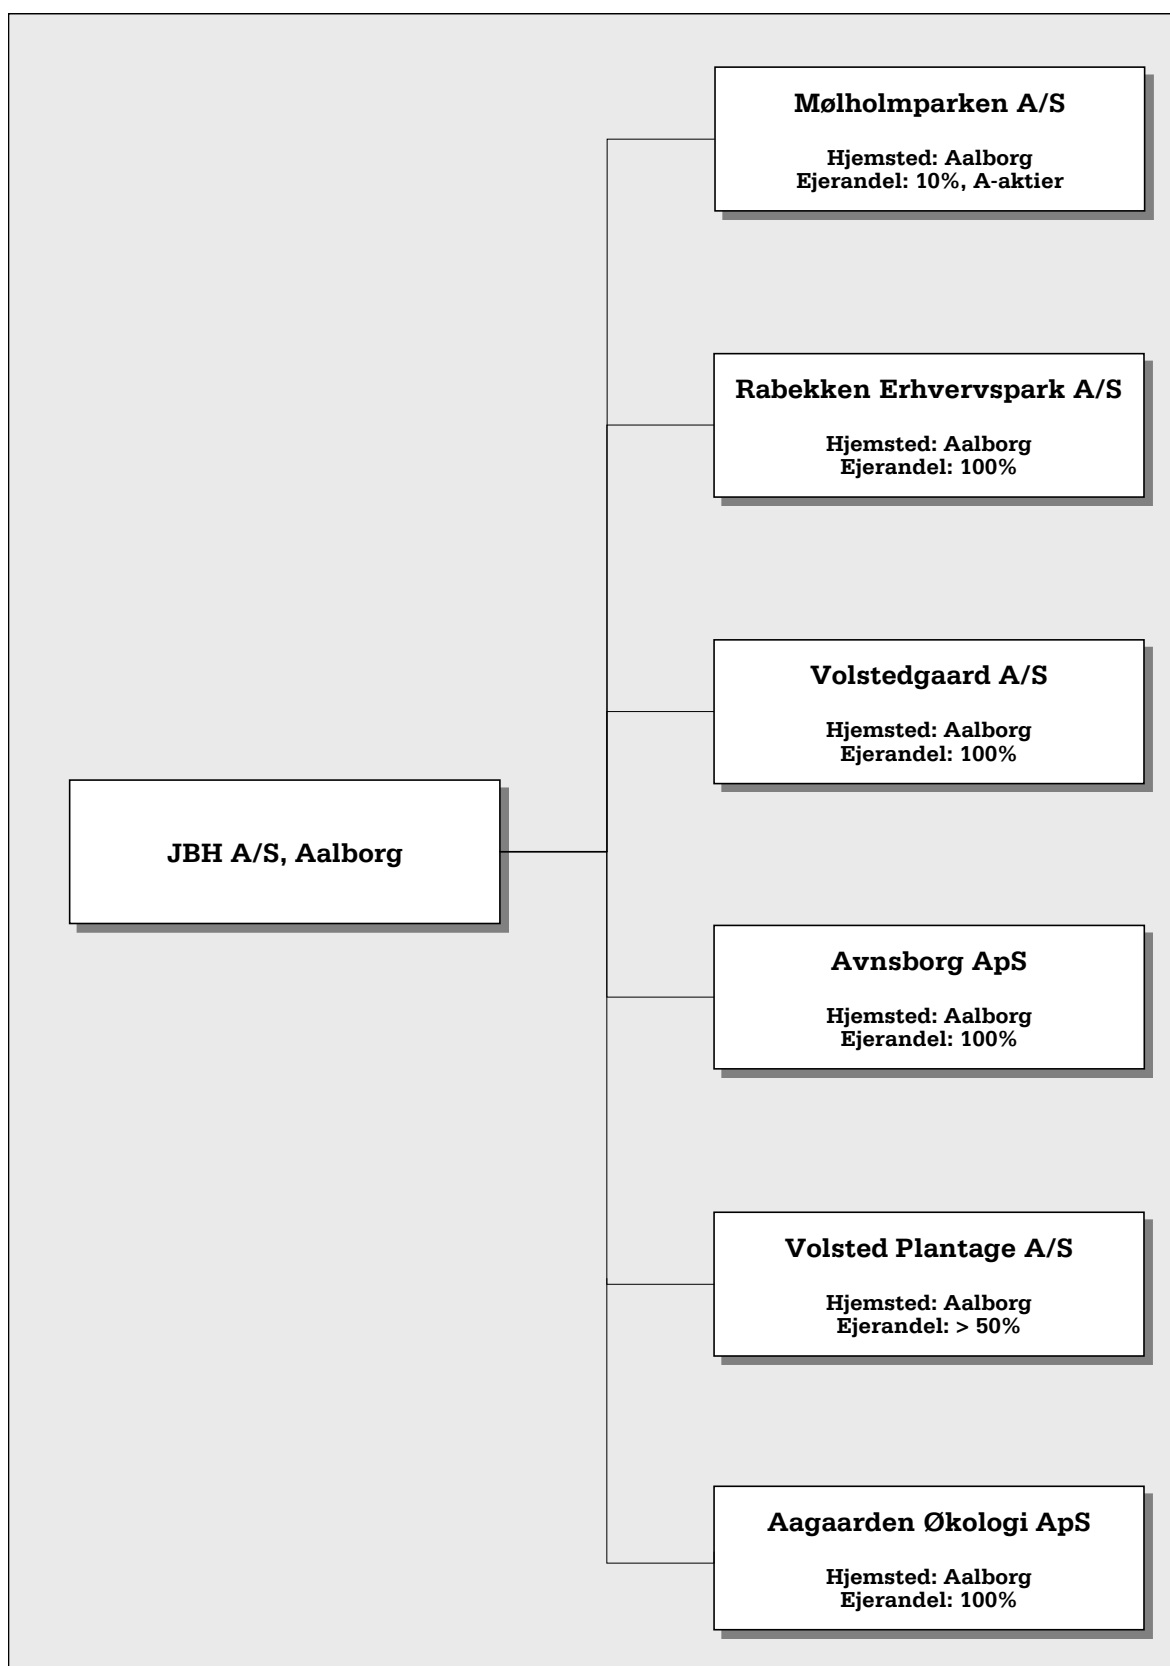 Mølholmparken A/S
Hjemsted: Aalborg
Ejerandel: 10%, A-aktier
Rabekken Erhvervspark A/S
Hjemsted: Aalborg
Ejerandel: 100%
Volstedgaard A/S
Hjemsted: Aalborg
Ejerandel: 100%
JBH A/S, Aalborg
Avnsborg ApS
Hjemsted: Aalborg
Ejerandel: 100%
Volsted Plantage A/S
Hjemsted: Aalborg
Ejerandel: > 50%
Aagaarden Økologi ApS
Hjemsted: Aalborg
Ejerandel: 100%